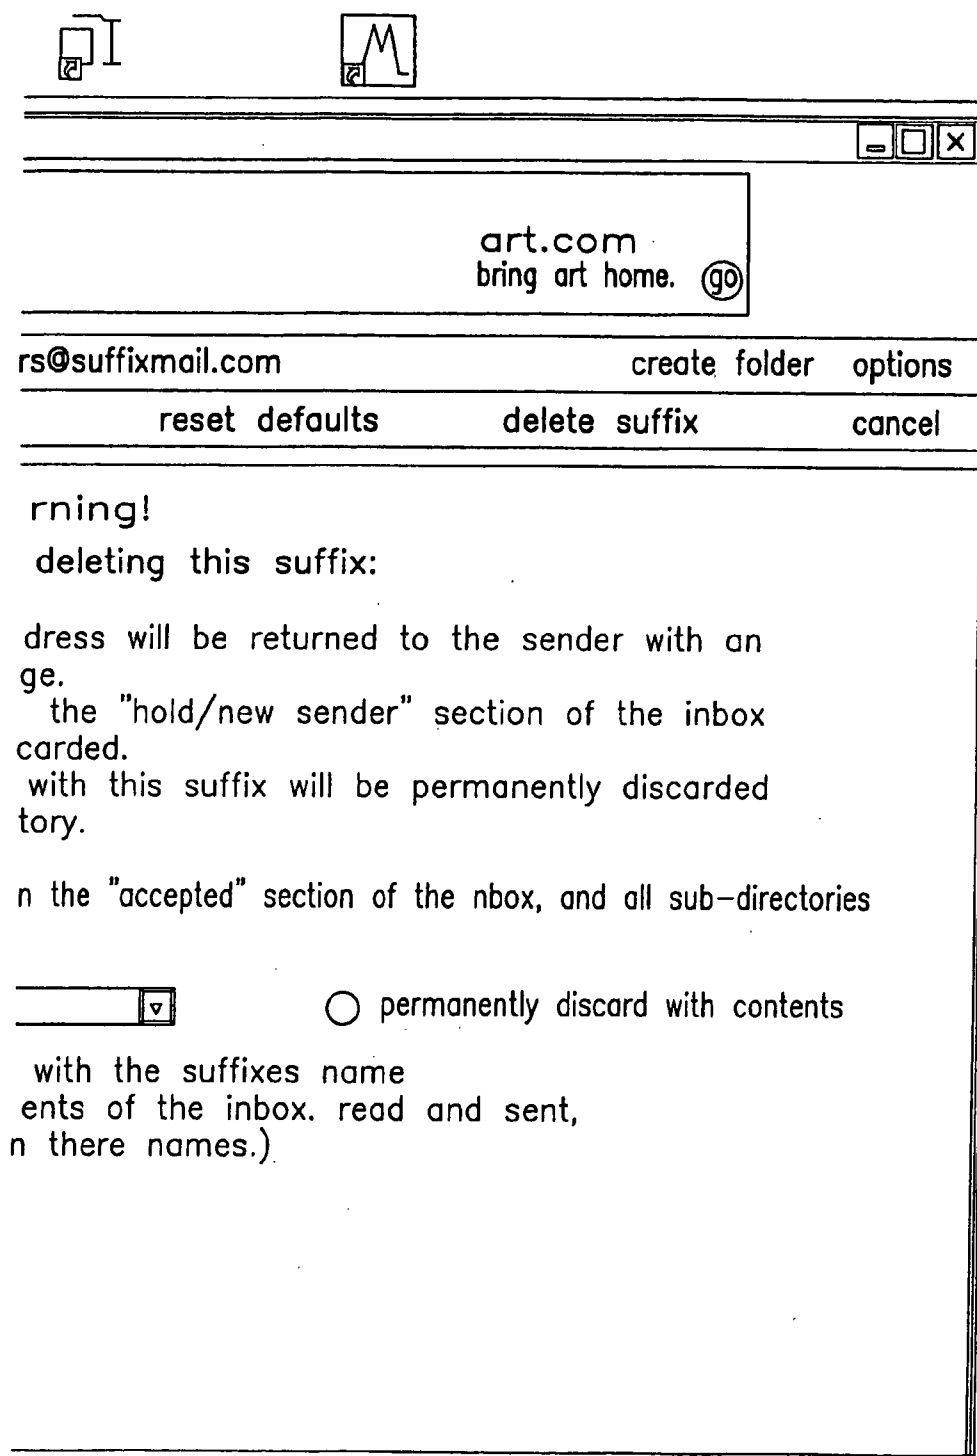 art.com
bring art home. go
rs@suffixmail.com create folder options
reset defaults delete suffix cancel
rning!
deleting this suffix:
dress will be returned to the sender with an
ge.
the "hold/new sender" section of the inbox
carded.
with this suffix will be permanently discarded
tory.
n the "accepted" section of the nbox, and all sub-directories
permanently discard with contents
with the suffixes name
ents of the inbox. read and sent,
n there names.)